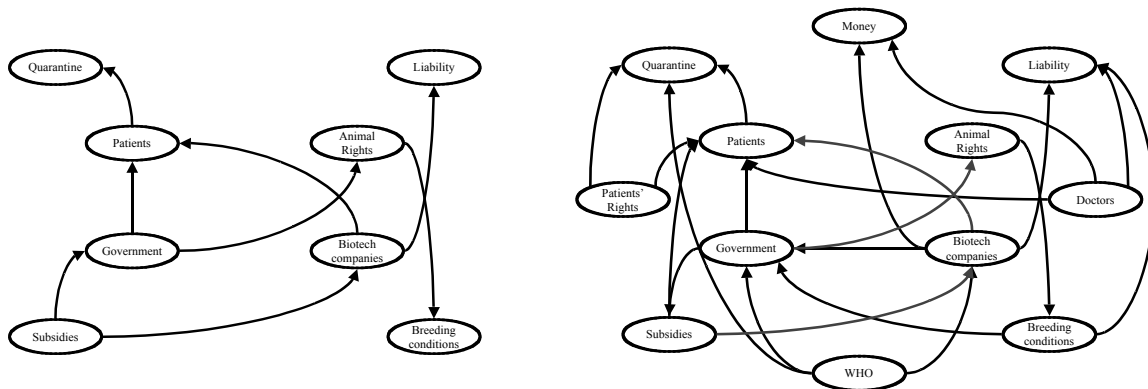 Quarantine
Liability
Patients
Animal
Rights
Government
Biotech
companies
Subsidies
Breeding
conditions
Money
Quarantine
Liability
Patients
Animal
Rights
Patients'
Rights
Doctors
Government
Biotech
companies
Subsidies
Breeding
conditions
WHO